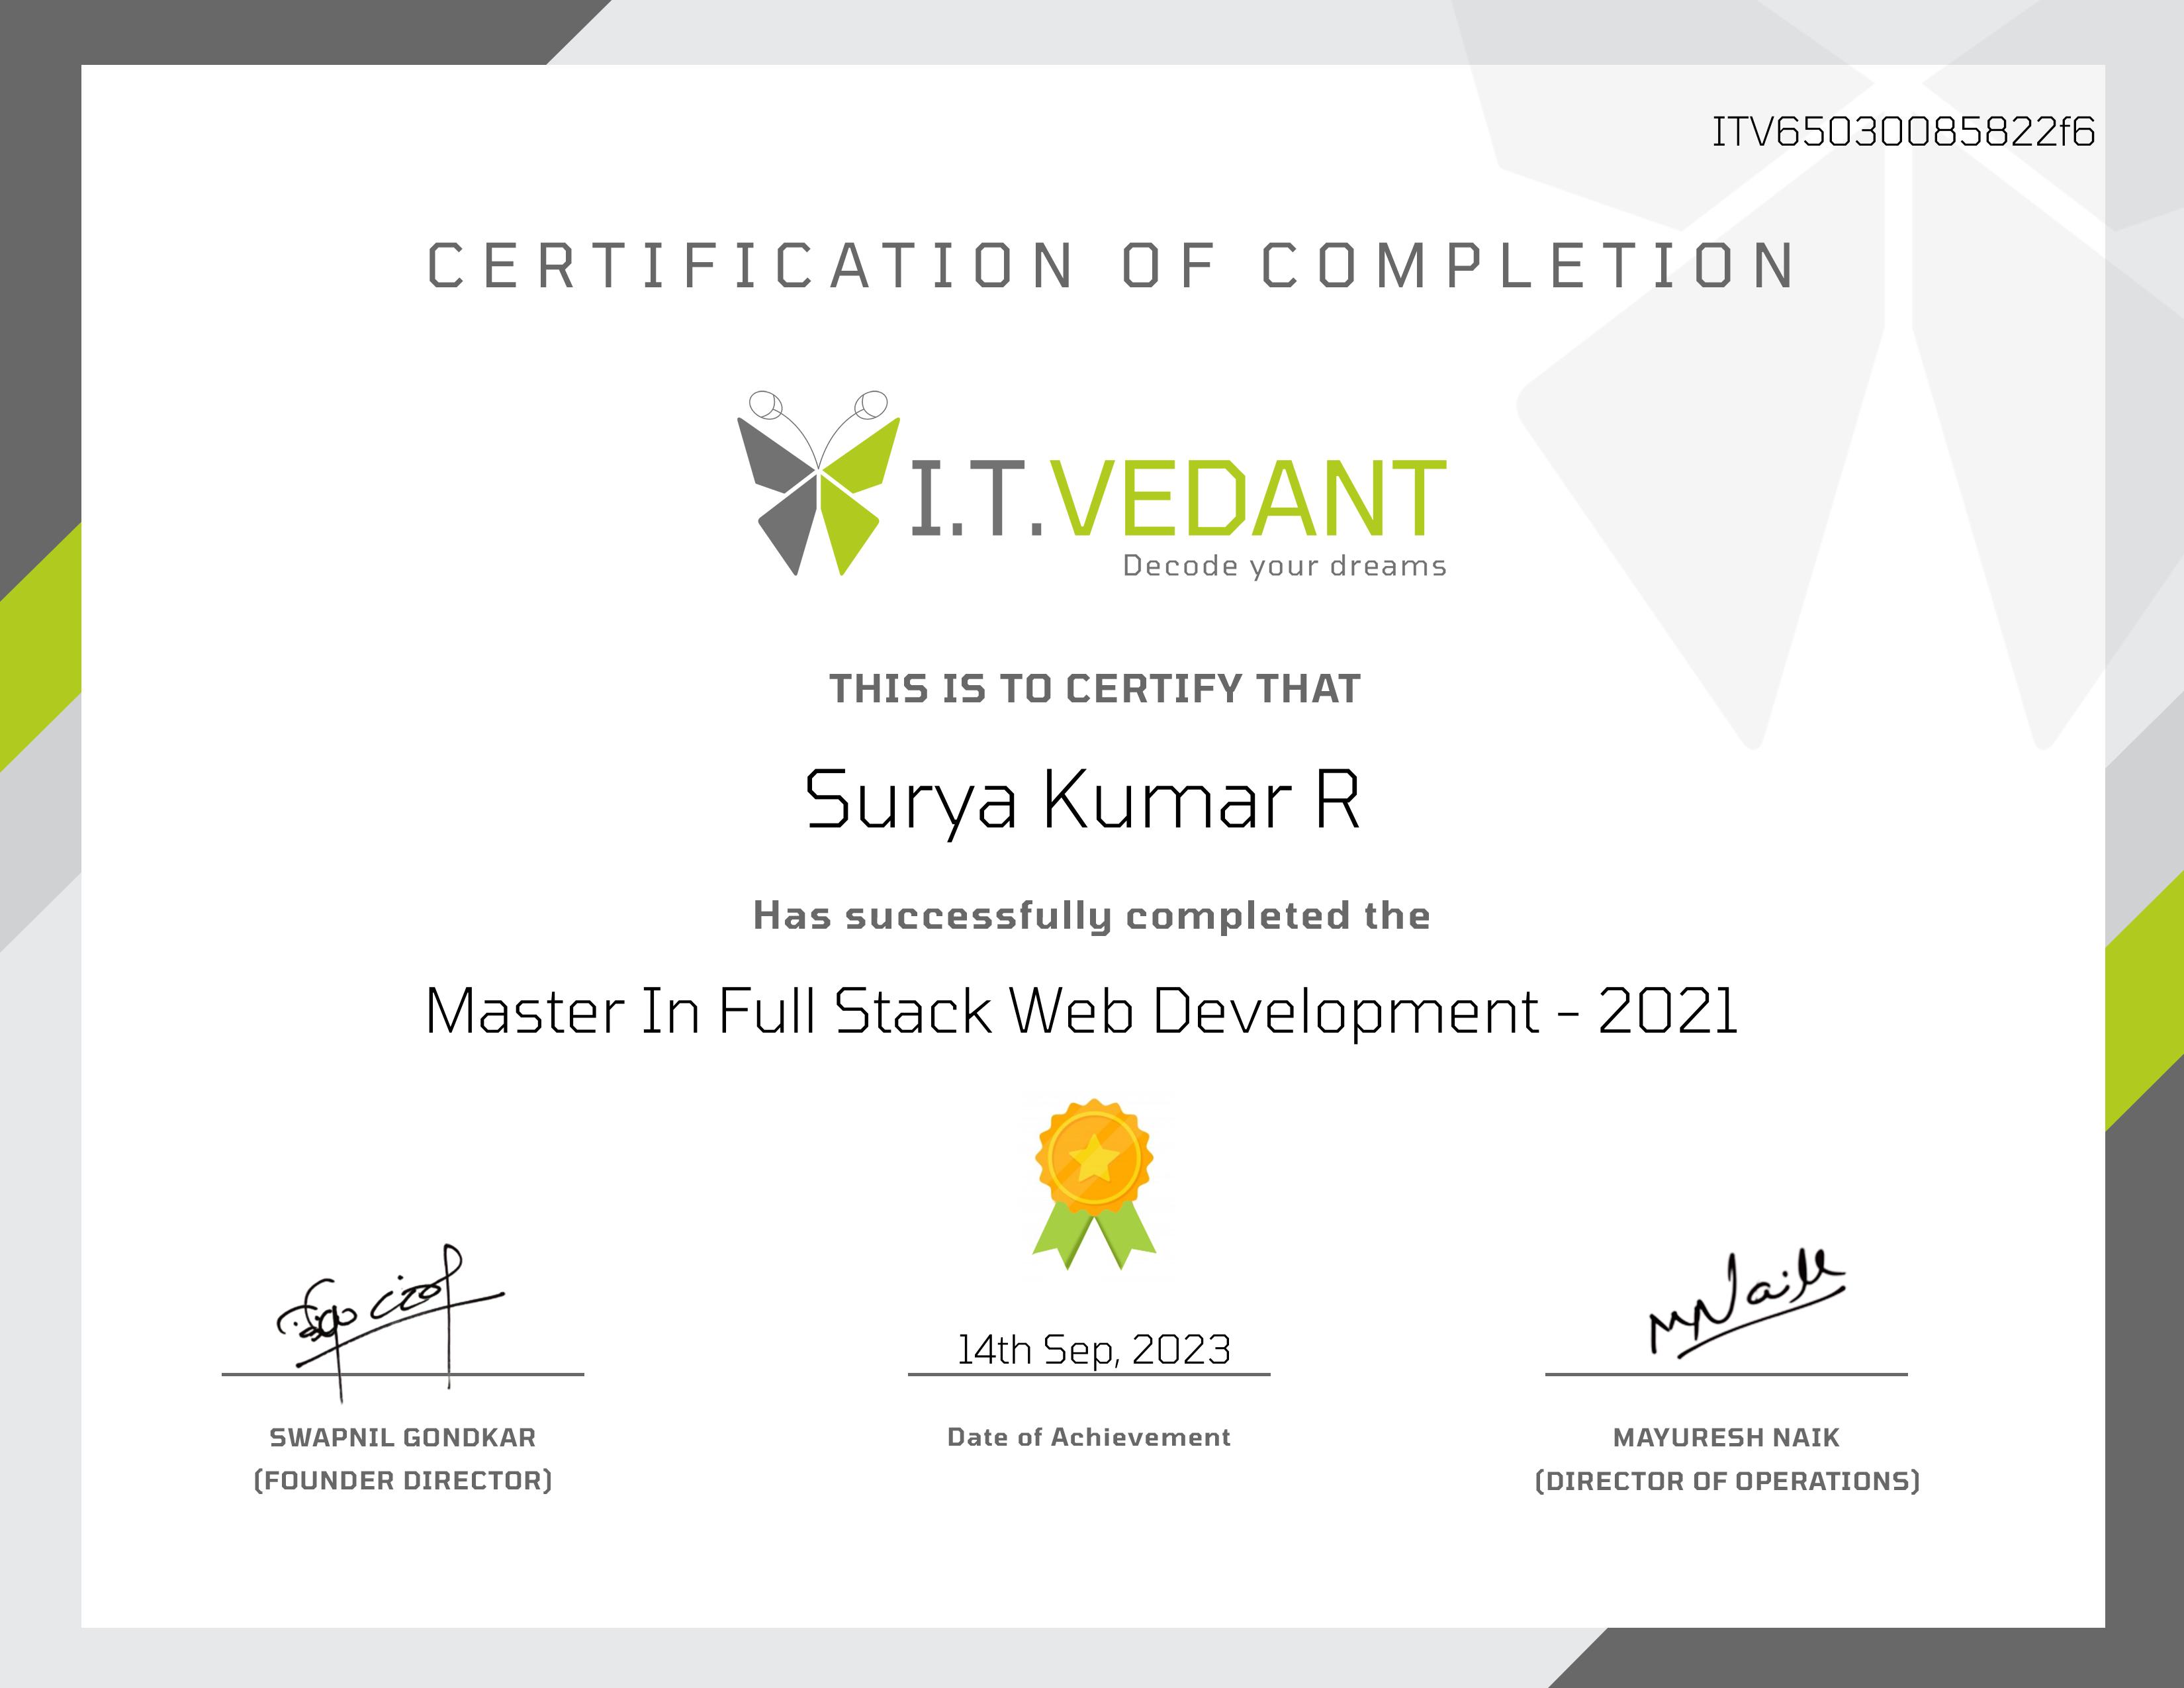 ITV65030085822f6
CERTIFICATION OF COMPLETION
I.T.VEDANT
Decode your dreams
THIS IS TO CERTIFY THAT
Surya Kumar R
Has successfully completed the
Master In Full Stack Web Development - 2021
14th Sep, 2023
SWAPNIL GONDKAR
(FOUNDER DIRECTOR)
Date of Achievement
MAYURESH NAIK
(DIRECTOR OF OPERATIONS)